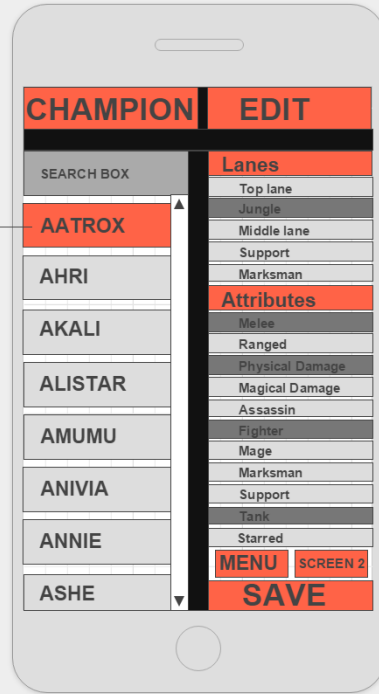 CHAMPION EDIT
SEARCH BOX
AATROX
AHRI
AKALI
ALISTAR
AMUMU
ANIVIA
ANNIE
ASHE
Lanes
Top lane
Jungle
Middle lane
Support
Marksman
Attributes
Melee
Ranged
Physical Damage
Magical Damage
Assassin
Fighter
Mage
Marksman
Support
Tank
Starred
MENU SCREEN 2
SAVE